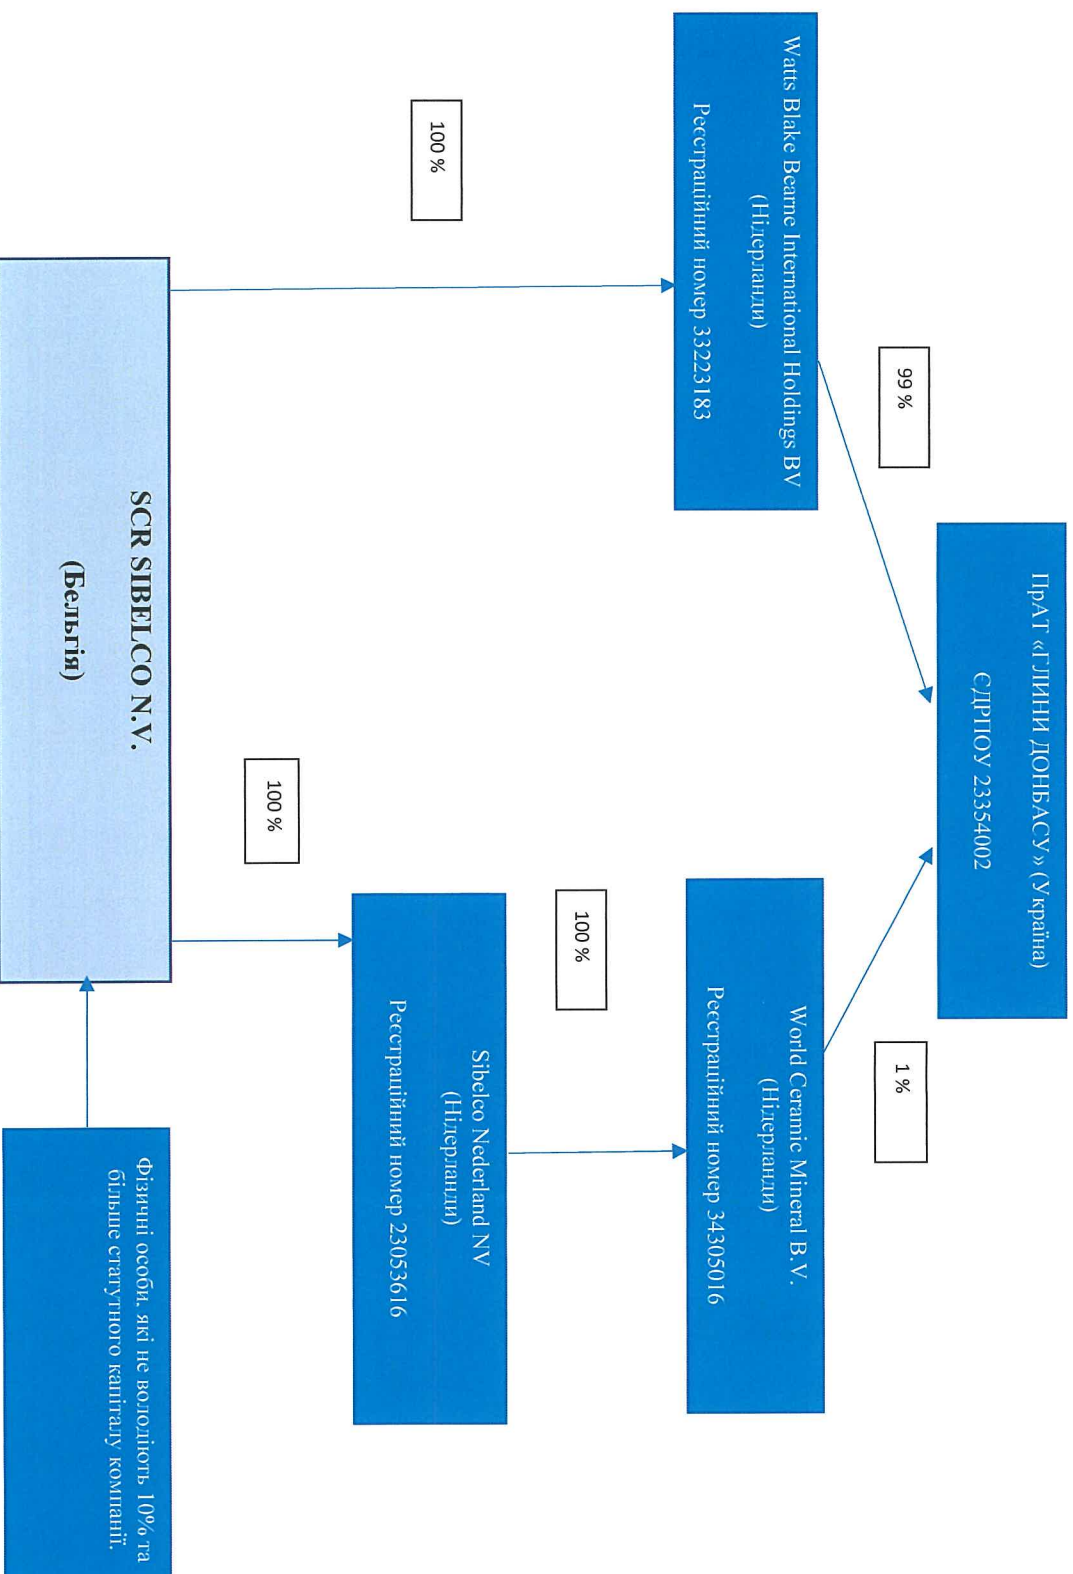 ПрАТ «ГЛИНИ ДОНБАСУ» (Україна)
ЄДРПОУ 23354002
99 %
1 %
Watts Blake Bearne International Holdings BV
(Нідерланди)
Реєстраційний номер 33223183
World Ceramic Mineral B.V.
(Нідерланди)
Реєстраційний номер 34305016
100 %
100 %
Sibelco Nederland NV
(Нідерланди)
Реєстраційний номер 23053616
100 %
SCR SIBELCO N.V.
(Бельгія)
Фізичні особи, які не володіють 10% та
більше статутного капіталу компанії.